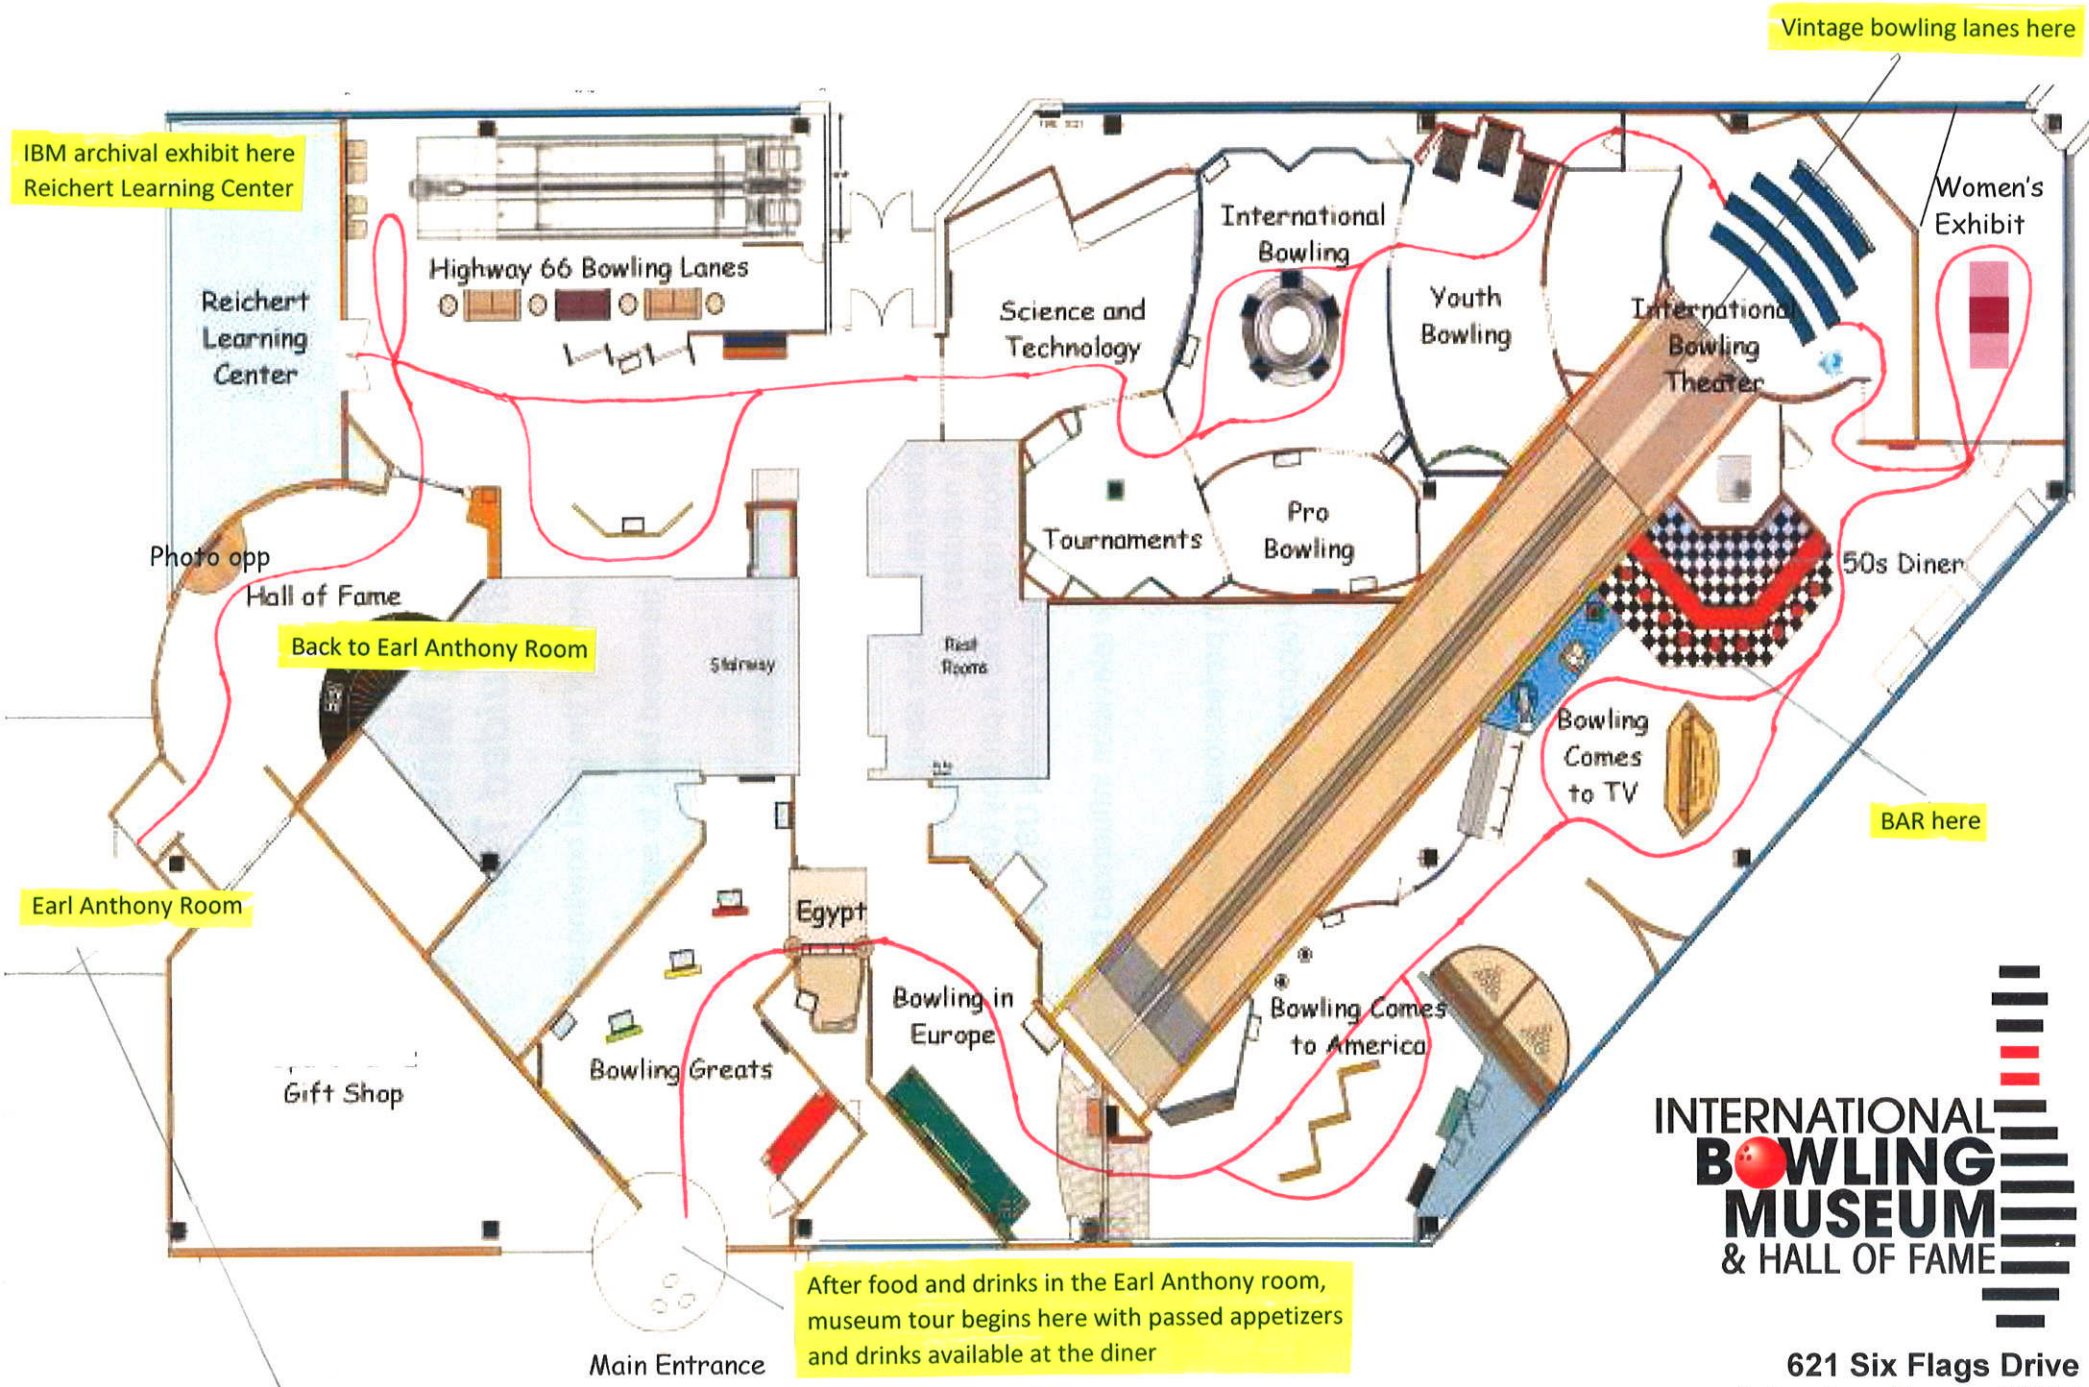 Vintage bowling lanes here
IBM archival exhibit here
Reichert Learning Center
Women's
Exhibit
International
Bowling
Highway 66 Bowling Lanes
Reichert
Learning
Center
Science and
Technology
Youth
Bowling
International
Bowling
Theater
Photo opp
Hall of Fame
Tournaments
Pro
Bowling
50s Diner
Back to Earl Anthony Room
Stairway
Rest
Rooms
Bowling
Comes
to TV
BAR here
Earl Anthony Room
Egypt
Bowling in
Europe
Bowling Comes
to America
Bowling Greats
Gift Shop
INTERNATIONAL
BOWLING
MUSEUM
& HALL OF FAME
After food and drinks in the Earl Anthony room,
museum tour begins here with passed appetizers
and drinks available at the diner
Main Entrance
621 Six Flags Drive